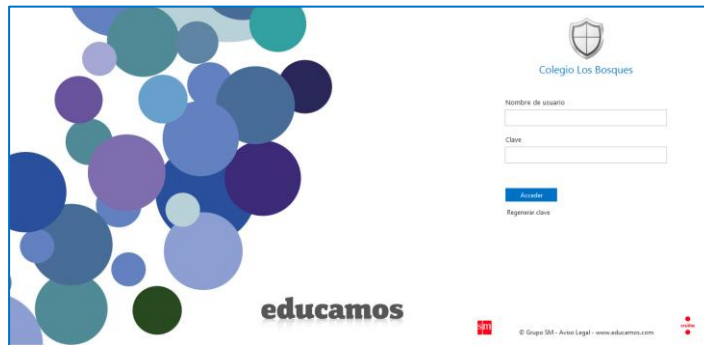 Colegio Los Bosques
Nombre de usuario
Clave
Acceder
Regenerar clave
educamos
sm
© Grupo SM - Aviso Legal - www.educamos.com
cruïlla